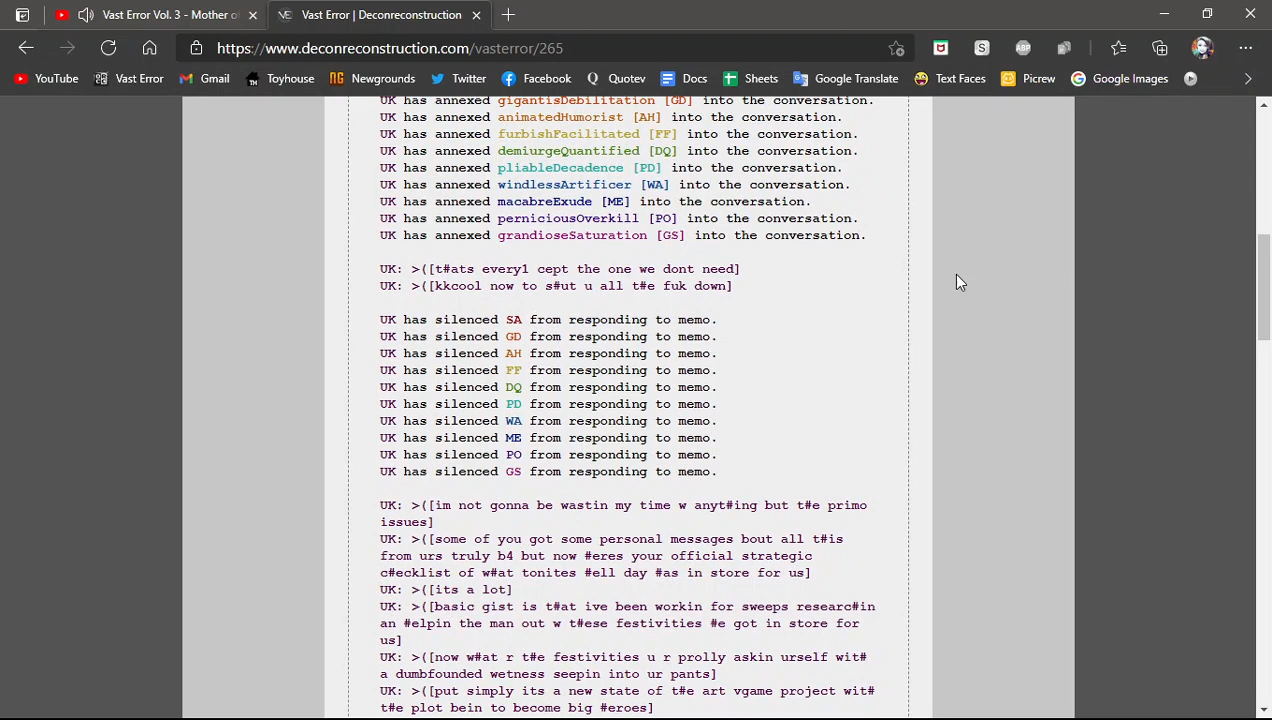 Vast Error Vol. 3 - Mother o
Vast Error | Deconreconstruction
https://www.deconreconstruction.com/vasterror/265
YouTube Vast Error Gmail Toyhouse Newgrounds Twitter Facebook Quotev Docs Sheets Google Translate Text Faces Picrew Google Images
UK has annexed gigantisDebilitation [GD] into the conversation.
UK has annexed animatedHumorist [AH] into the conversation.
UK has annexed furbishFacilitated [FF] into the conversation.
UK has annexed demiurgeQuantified [DQ] into the conversation.
UK has annexed pliableDecadence [PD] into the conversation.
UK has annexed windlessArtificer [WA] into the conversation.
UK has annexed macabreExude [ME] into the conversation.
UK has annexed perniciousOverkill [PO] into the conversation.
UK has annexed grandioseSaturation [GS] into the conversation.
UK: >([t#ats every1 cept the one we dont need]
UK: >([kkcool now to s#ut u all t#e fuk down]
UK has silenced SA from responding to memo.
UK has silenced GD from responding to memo.
UK has silenced AH from responding to memo.
UK has silenced FF from responding to memo.
UK has silenced DQ from responding to memo.
UK has silenced PD from responding to memo.
UK has silenced WA from responding to memo.
UK has silenced ME from responding to memo.
UK has silenced PO from responding to memo.
UK has silenced GS from responding to memo.
UK: >([im not gonna be wastin my time w anyt#ing but t#e primo
issues]
UK: >([some of you got some personal messages bout all t#is
from urs truly b4 but now #eres your official strategic
c#ecklist of w#at tonites #ell day #as in store for us]
UK: >([its a lot]
UK: >([basic gist is t#at ive been workin for sweeps researc#in
an #elpin the man out w t#ese festivities #e got in store for
us]
UK: >([now w#at r t#e festivities u r prolly askin urself wit#
a dumbfounded wetness seepin into ur pants]
UK: >([put simply its a new state of t#e art vgame project wit#
t#e plot bein to become big #eroes]